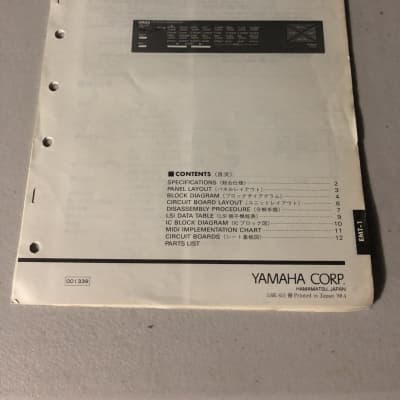 ■ CONTENTS (目次)
SPECIFICATIONS (総合仕様) 2
PANEL LAYOUT (パネルレイアウト) 3
BLOCK DIAGRAM (ブロックダイアグラム) 4
CIRCUIT BOARD LAYOUT (ユニットレイアウト) 6
DISASSEMBLY PROCEDURE (分解手順) 7
LSI DATA TABLE (LSI端子機能表) 9
IC BLOCK DIAGRAM (ICブロック図) 10
MIDI IMPLEMENTATION CHART 11
CIRCUIT BOARDS (シート基板図) 12
PARTS LIST
EMT-1
001339
YAMAHA CORP.
HAMAMATSU, JAPAN
Printed in Japan '88.4